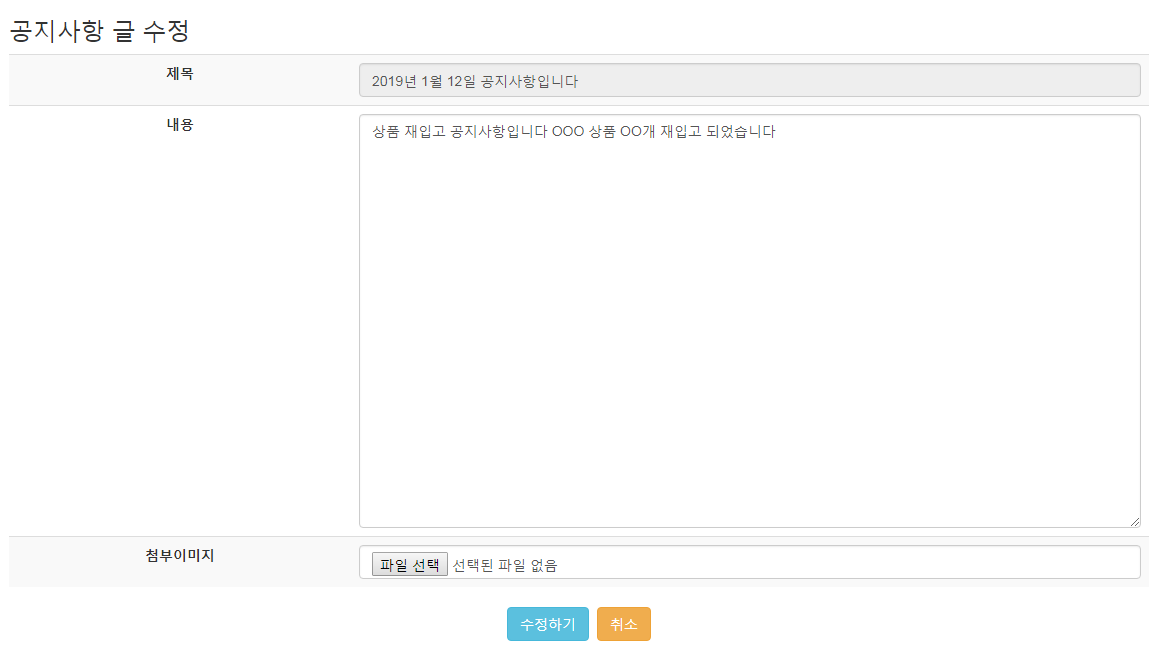 공지사항 글 수정
제목
2019년 1월 12일 공지사항입니다
내용
상품 재입고 공지사항입니다 OOO 상품 OO개 재입고 되었습니다
첨부이미지
파일 선택 선택된 파일 없음
수정하기 취소